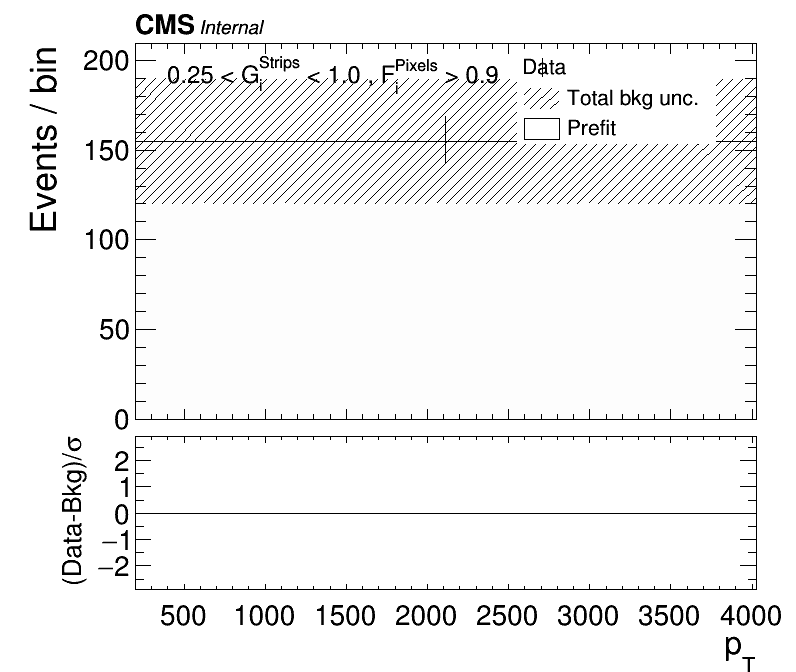 CMS Internal
Events / bin
200
150
100
50
0
0.25 < G_i^Strips < 1.0 , F_i^Pixels > 0.9
Data
Total bkg unc.
Prefit
(Data-Bkg)/σ
2
1
0
−1
−2
500 1000 1500 2000 2500 3000 3500 4000
p_T